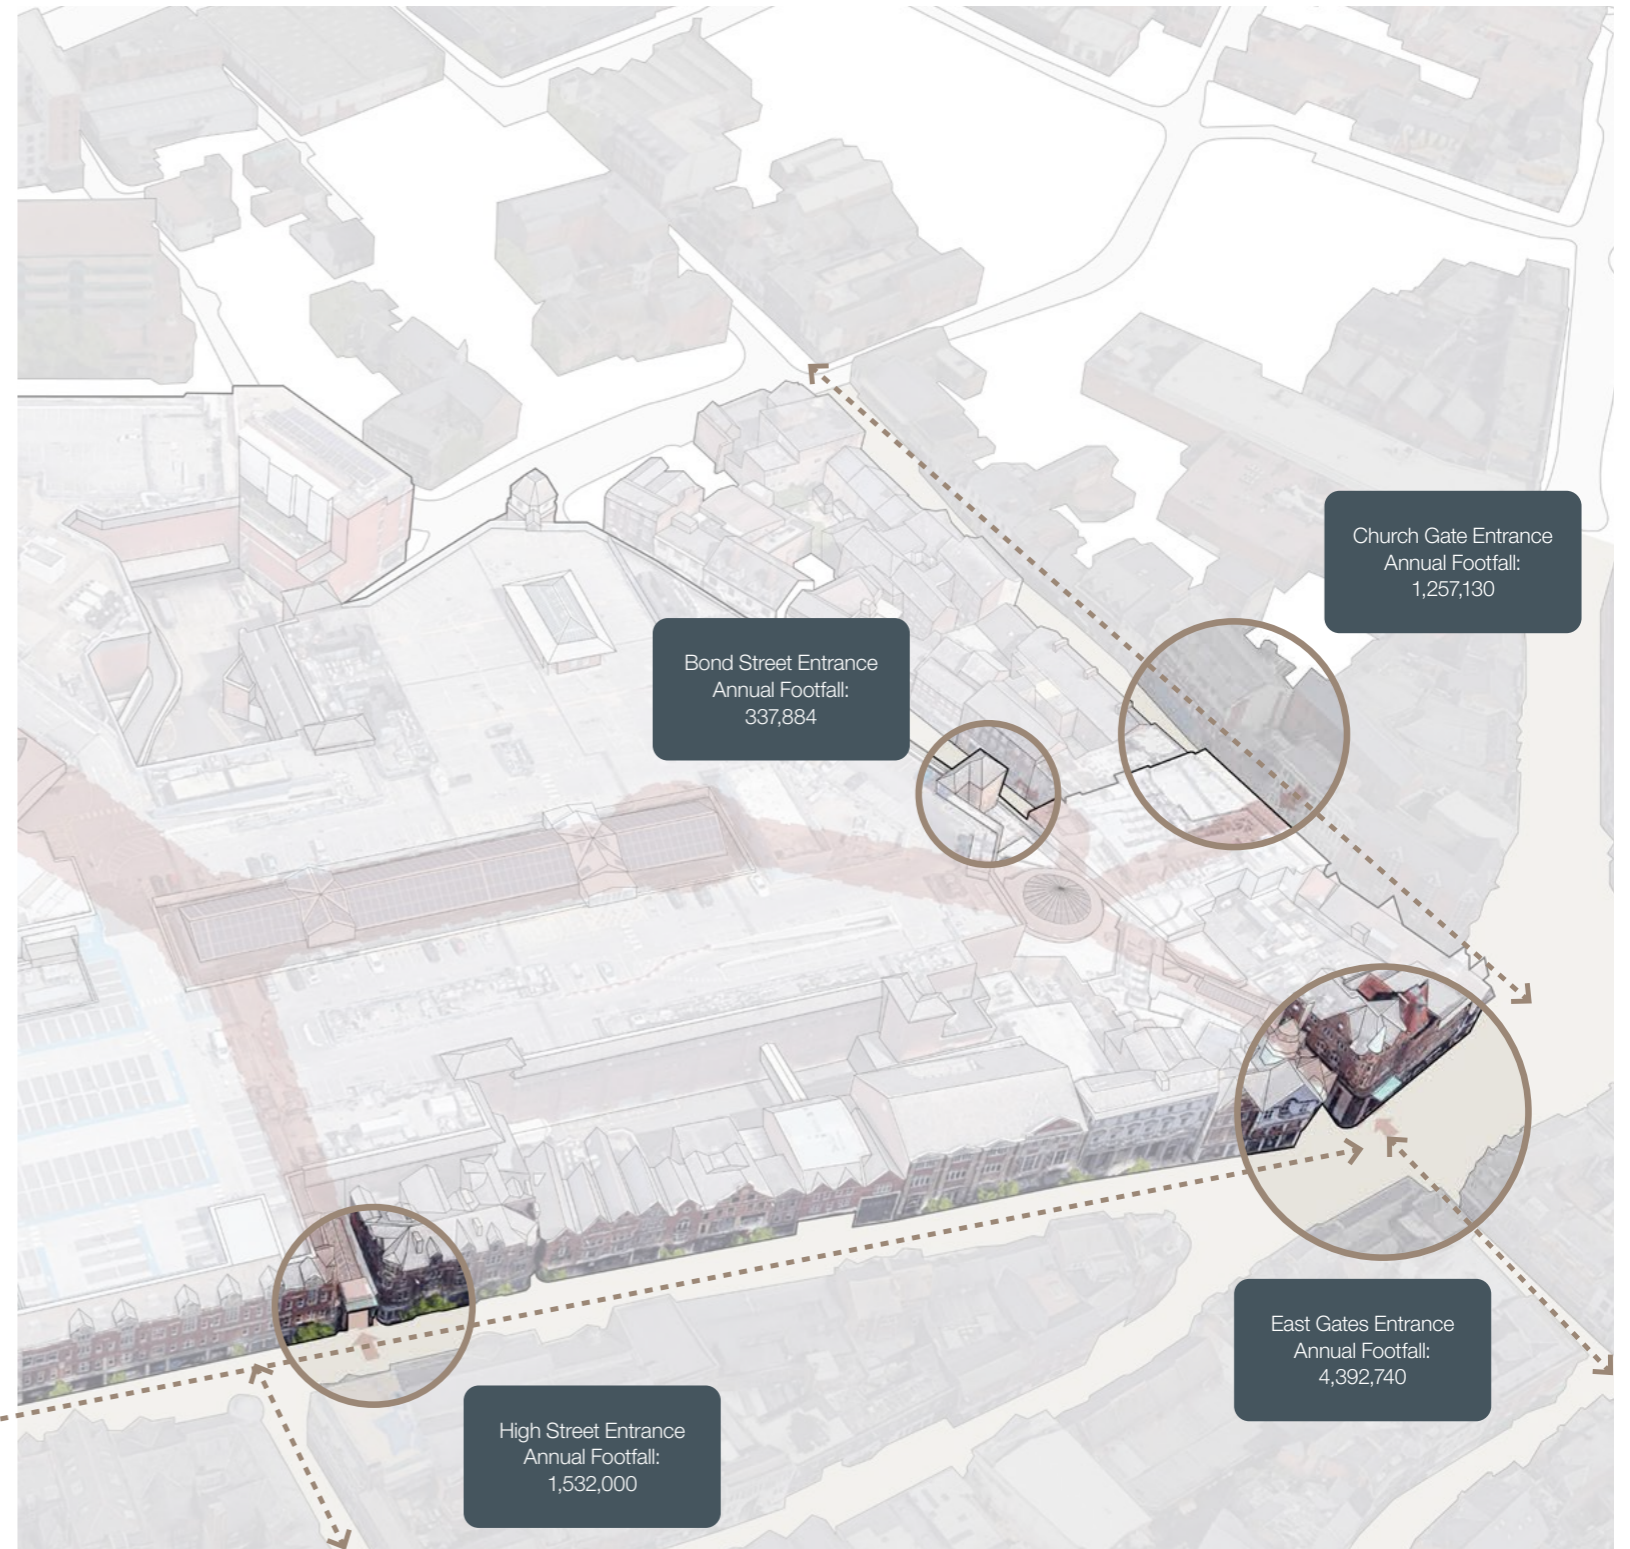 Church Gate Entrance
Annual Footfall:
1,257,130
Bond Street Entrance
Annual Footfall:
337,884
East Gates Entrance
Annual Footfall:
4,392,740
High Street Entrance
Annual Footfall:
1,532,000